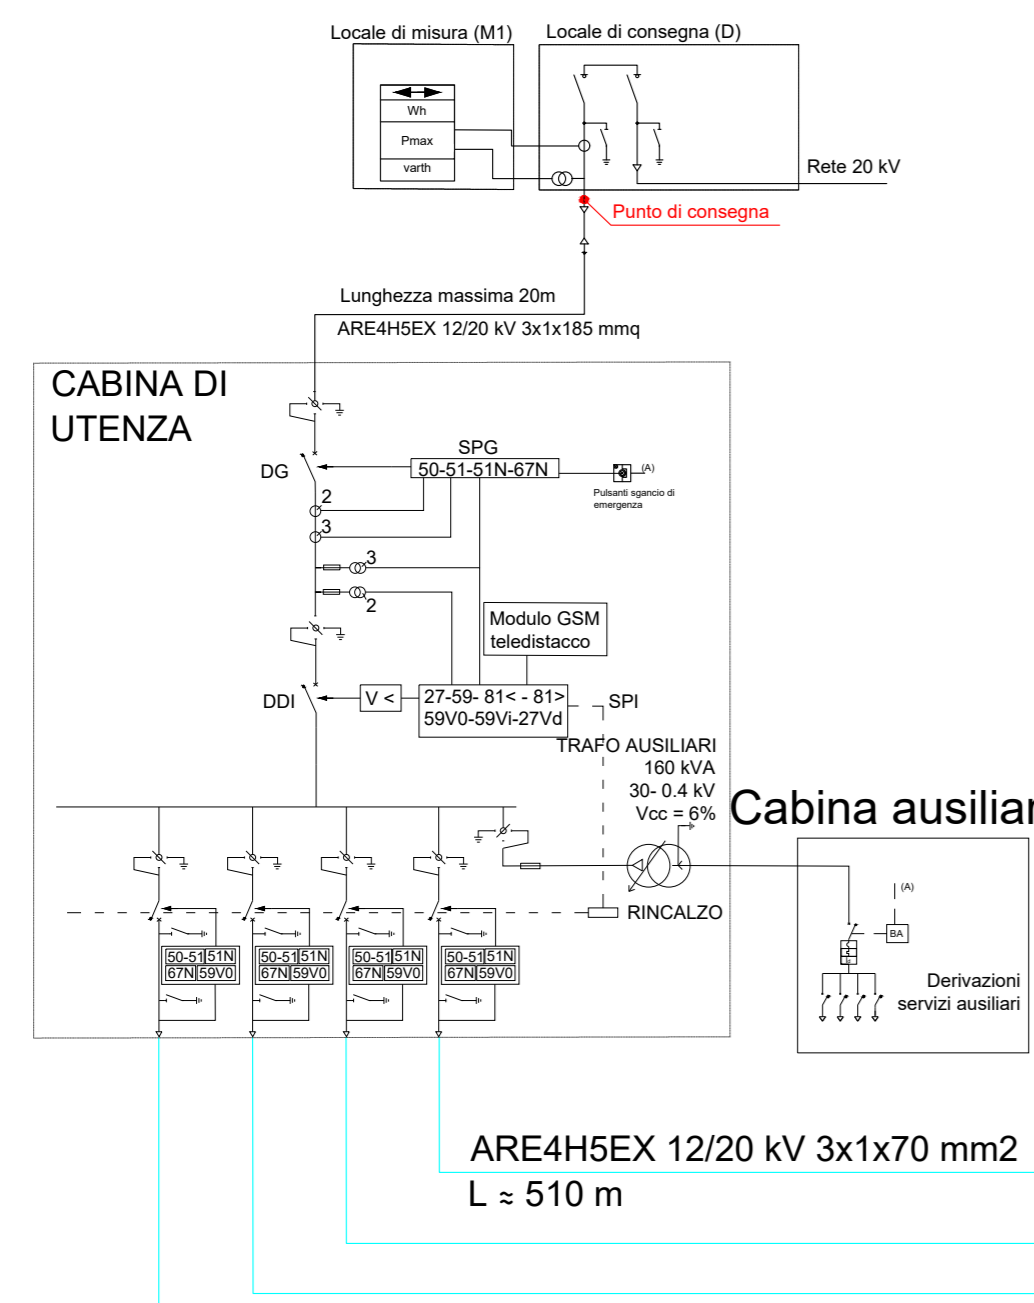 Locale di misura (M1)
Locale di consegna (D)
Wh
Pmax
varth
Rete 20 kV
Punto di consegna
Lunghezza massima 20m
ARE4H5EX 12/20 kV 3x1x185 mmq
CABINA DI
UTENZA
SPG
DG
50-51-51N-67N
(A)
Pulsanti sgancio di
emergenza
2
3
3
2
Modulo GSM
teledistacco
DDI
V <
27-59- 81< - 81>
59V0-59Vi-27Vd
SPI
TRAFO AUSILIARI
160 kVA
30- 0.4 kV
Vcc = 6%
Cabina ausiliar
RINCALZO
(A)
BA
50-51 51N
67N 59V0
50-51 51N
67N 59V0
50-51 51N
67N 59V0
50-51 51N
67N 59V0
Derivazioni
servizi ausiliari
ARE4H5EX 12/20 kV 3x1x70 mm2
L ≈ 510 m